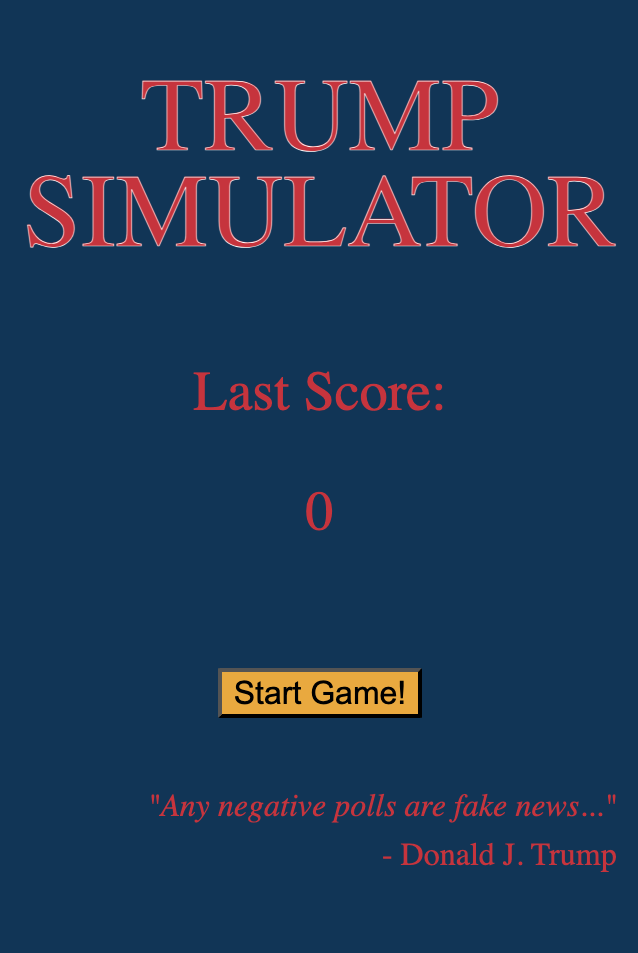 TRUMP
SIMULATOR
Last Score:
0
Start Game!
"Any negative polls are fake news..."
- Donald J. Trump